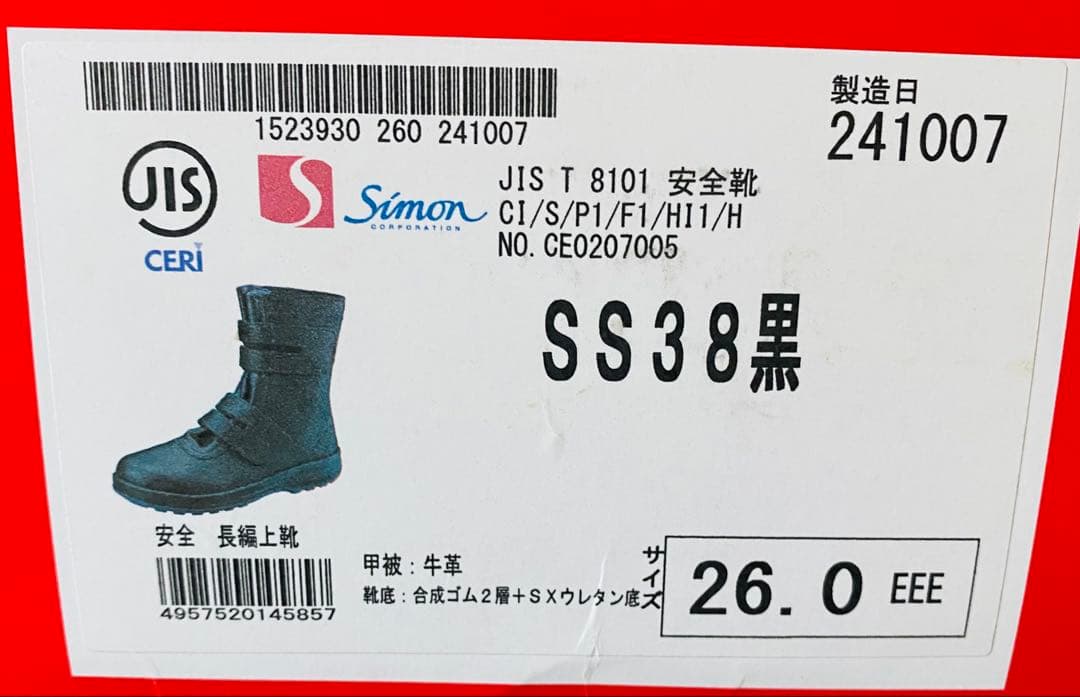 製造日
241007
1523930 260 241007
JIS
CERI
Simon
CORPORATION
JIS T 8101 安全靴
CI/S/P1/F1/HI1/H
NO. CE0207005
SS38黒
安全 長編上靴
4957520145857
甲被:牛革
靴底:合成ゴム2層+SXウレタン底
サイズ
26.0 EEE